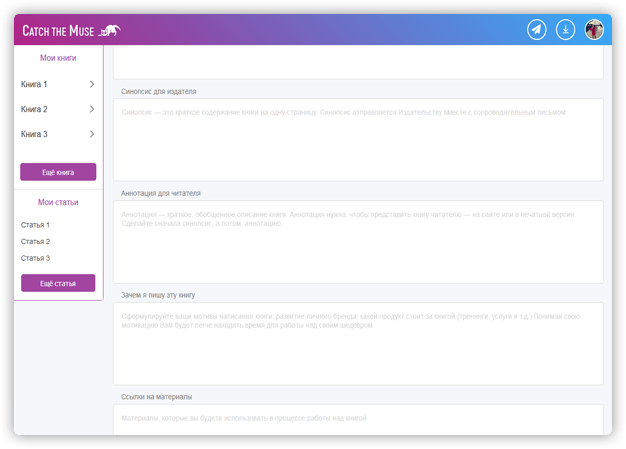 CATCH THE MUSE
Мои книги
Книга 1
Книга 2
Книга 3
Ещё книга
Мои статьи
Статья 1
Статья 2
Статья 3
Ещё статья
Синопсис для издателя
Синопсис — это краткое содержание книги на одну страницу. Синопсис отправляется Издательству вместе с сопроводительным письмом
Аннотация для читателя
Аннотация — краткое, обобщенное описание книги. Аннотация нужна, чтобы представить книгу читателю — на сайте или в печатной версии.
Сделайте сначала синопсис, а потом аннотацию
Зачем я пишу эту книгу
Сформулируйте ваши мотивы написания книги: развитие личного бренда, какой продукт стоит за книгой (тренинги, услуги и т.д.) Понимая свою
мотивацию Вам будет легче находить время для работы над своим шедевром
Ссылки на материалы
Материалы, которые вы будете использовать в процессе работы над книгой